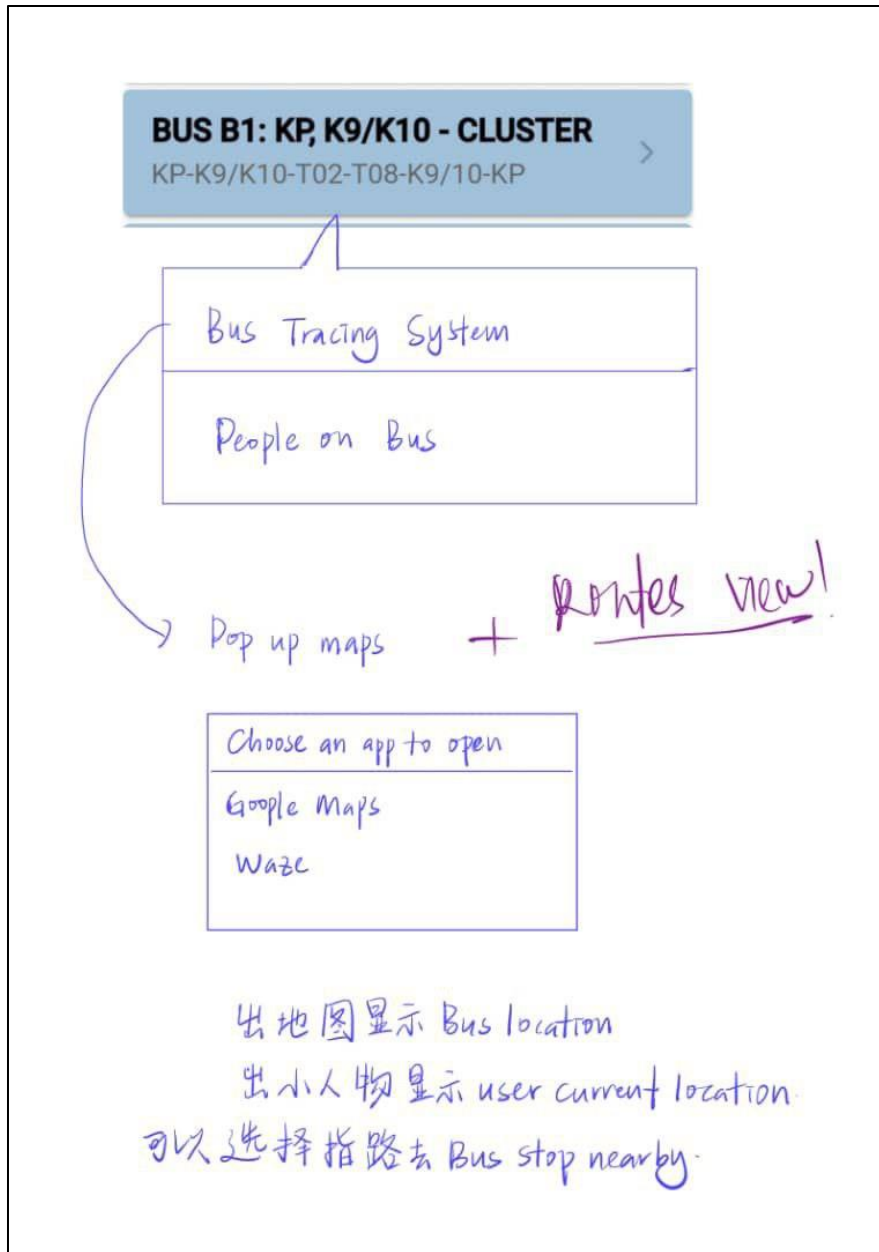 BUS B1: KP, K9/K10 - CLUSTER
KP-K9/K10-T02-T08-K9/10-KP
Bus Tracing System
People on Bus
Pop up maps + Routes view!
Choose an app to open
Google Maps
Waze
出地图显示 Bus location
出小人物显示 user current location.
可以选择指路去 Bus stop nearby.